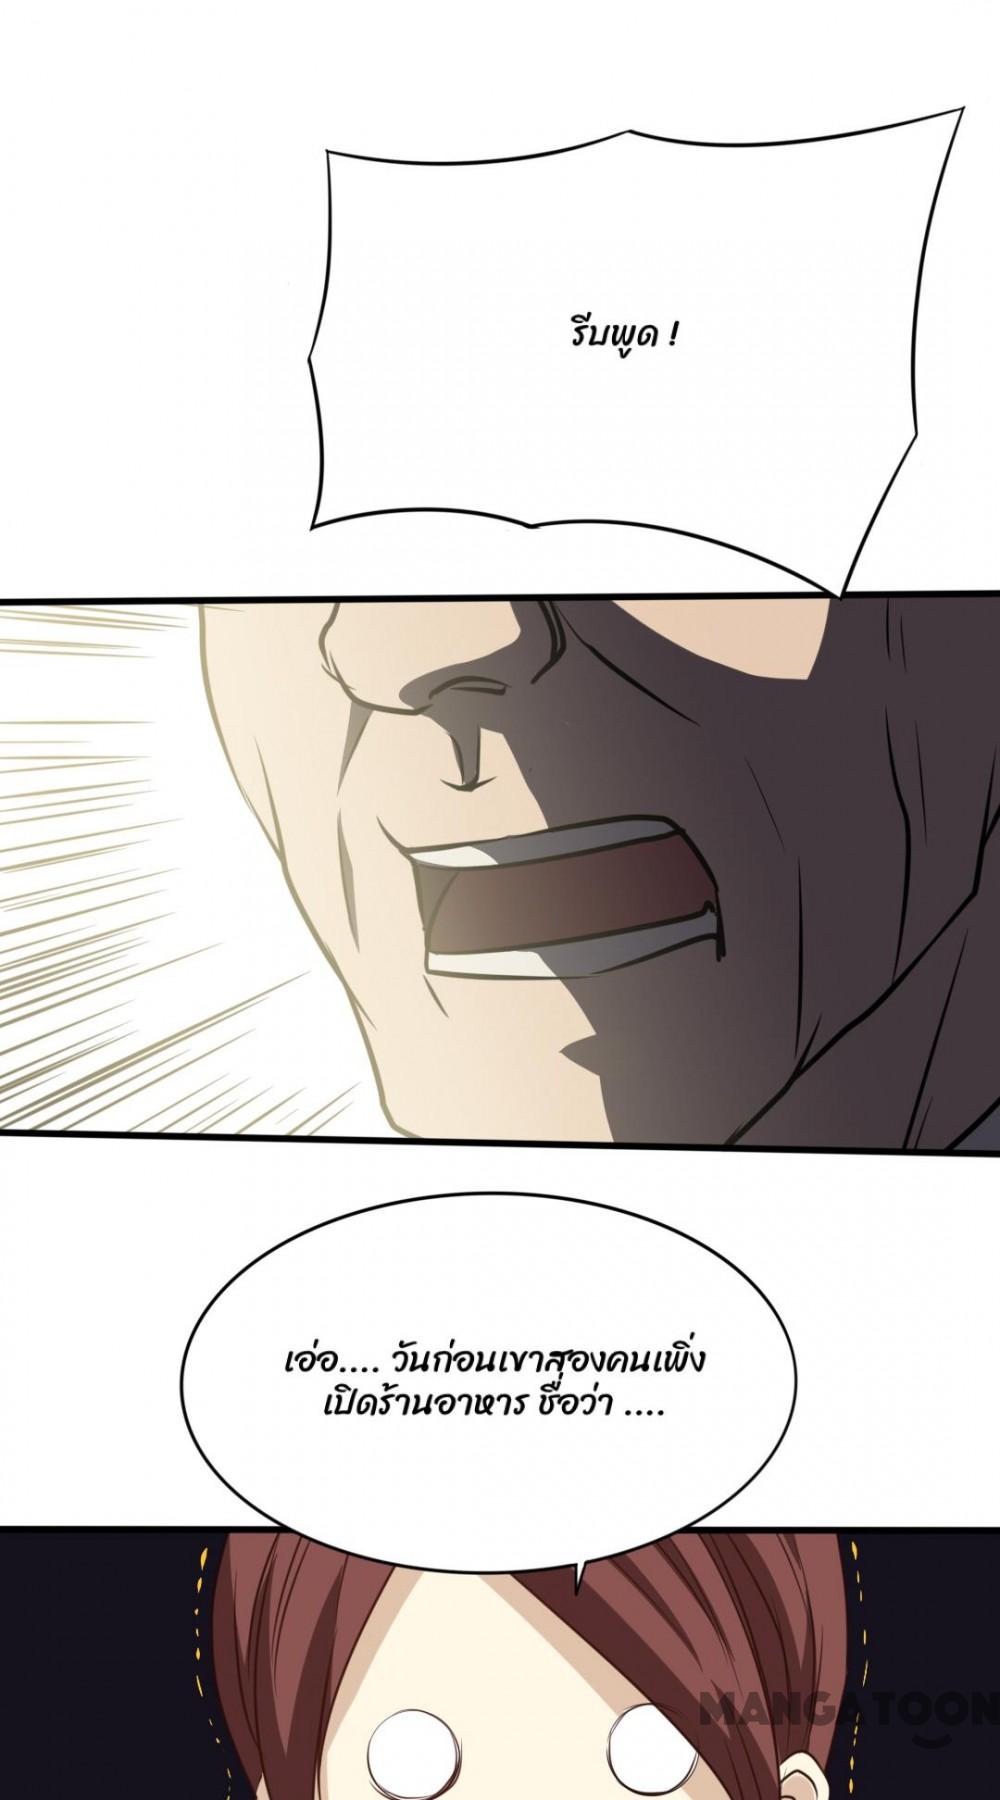 รีบพูด !
เอ่อ.... วันก่อนเขาสองคนเพิ่ง
เปิดร้านอาหาร ชื่อว่า ....
MANGATOON